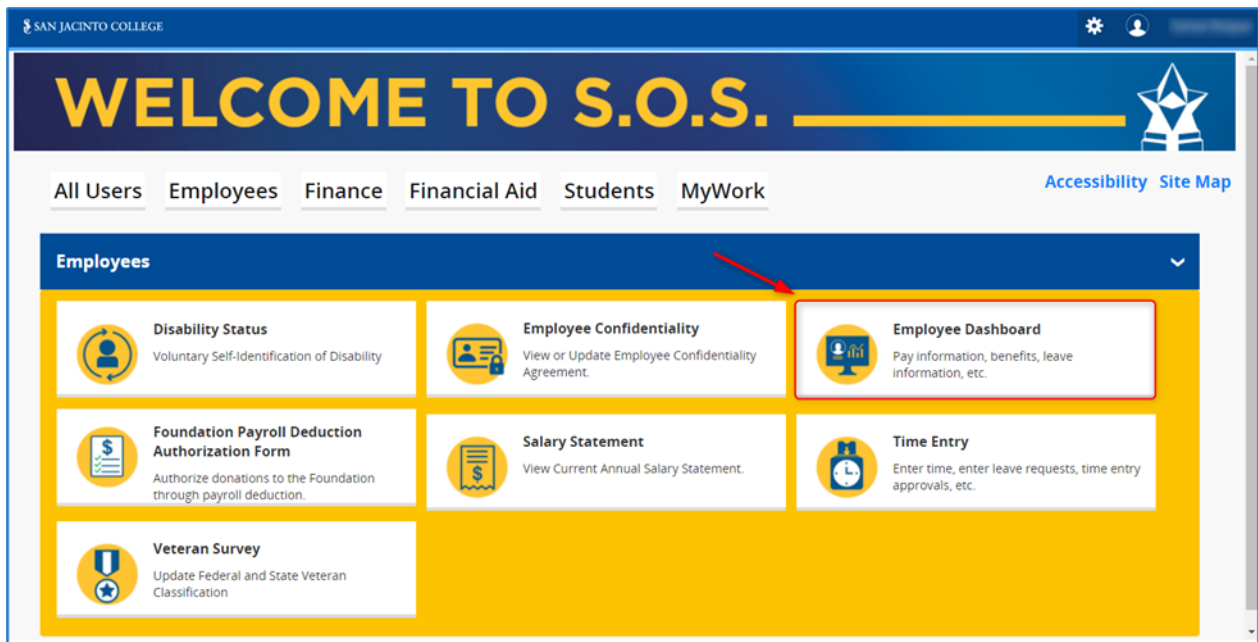 SAN JACINTO COLLEGE
WELCOME TO S.O.S.
All Users Employees Finance Financial Aid Students MyWork
Accessibility Site Map
Employees
Disability Status
Voluntary Self-Identification of Disability
Employee Confidentiality
View or Update Employee Confidentiality
Agreement.
Employee Dashboard
Pay information, benefits, leave
information, etc.
Foundation Payroll Deduction
Authorization Form
Authorize donations to the Foundation
through payroll deduction.
Salary Statement
View Current Annual Salary Statement.
Time Entry
Enter time, enter leave requests, time entry
approvals, etc.
Veteran Survey
Update Federal and State Veteran
Classification